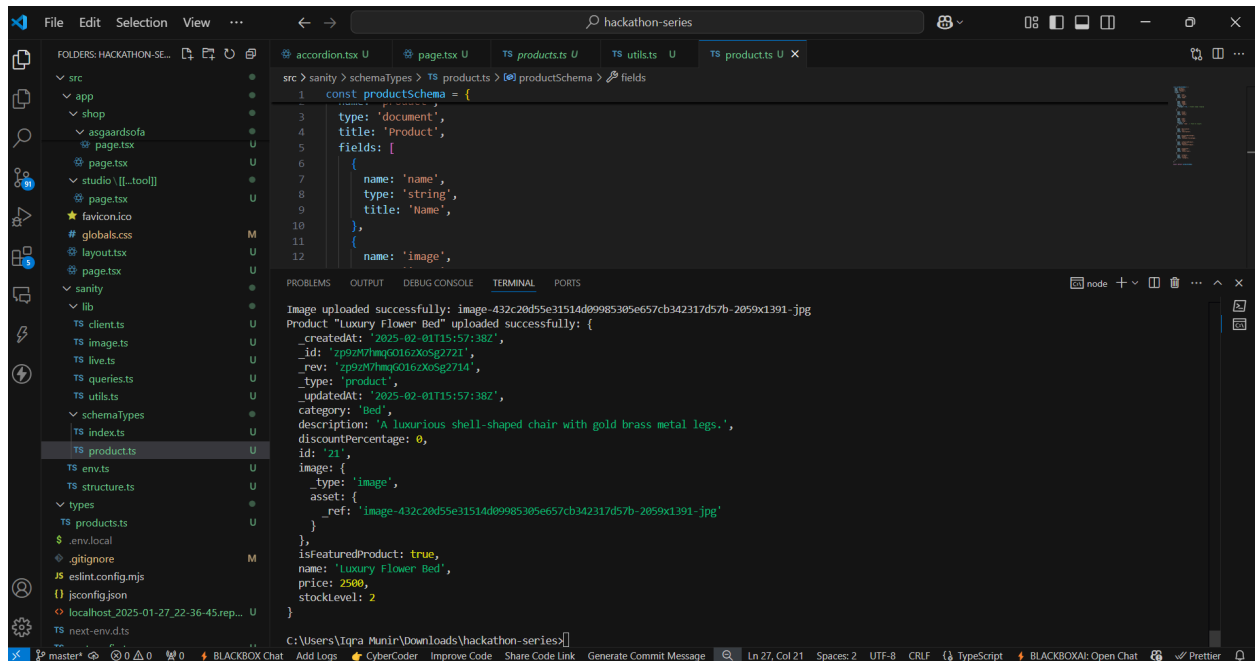 File Edit Selection View ··· hackathon-series
FOLDERS: HACKATHON-SE...
src
app
shop
asgaardsofa
page.tsx U
page.tsx U
studio \ [[...tool]]
page.tsx U
favicon.ico
# globals.css M
layout.tsx U
page.tsx U
sanity
lib
TS client.ts U
TS image.ts U
TS live.ts U
TS queries.ts U
TS utils.ts U
schemaTypes
TS index.ts U
TS product.ts U
TS env.ts U
TS structure.ts U
types
TS products.ts U
$ .env.local
.gitignore M
JS eslint.config.mjs
{} jsconfig.json
localhost_2025-01-27_22-36-45.rep... U
TS next-env.d.ts
91
5
accordion.tsx U page.tsx U TS products.ts U TS utils.ts U TS product.ts U
src > sanity > schemaTypes > TS product.ts > productSchema > fields
1 const productSchema = {
name: 'product',
3 type: 'document',
4 title: 'Product',
5 fields: [
6 {
7 name: 'name',
8 type: 'string',
9 title: 'Name',
10 },
11 {
12 name: 'image',
PROBLEMS OUTPUT DEBUG CONSOLE TERMINAL PORTS node
Image uploaded successfully: image-432c20d55e31514d09985305e657cb342317d57b-2059x1391-jpg
Product "Luxury Flower Bed" uploaded successfully: {
_createdAt: '2025-02-01T15:57:38Z',
_id: 'zp9zM7hmqGO16zXoSg272I',
_rev: 'zp9zM7hmqGO16zXoSg2714',
_type: 'product',
_updatedAt: '2025-02-01T15:57:38Z',
category: 'Bed',
description: 'A luxurious shell-shaped chair with gold brass metal legs.',
discountPercentage: 0,
id: '21',
image: {
_type: 'image',
asset: {
_ref: 'image-432c20d55e31514d09985305e657cb342317d57b-2059x1391-jpg'
}
},
isFeaturedProduct: true,
name: 'Luxury Flower Bed',
price: 2500,
stockLevel: 2
}
C:\Users\Iqra Munir\Downloads\hackathon-series>
master* 0 0 0 BLACKBOX Chat Add Logs CyberCoder Improve Code Share Code Link Generate Commit Message Ln 27, Col 21 Spaces: 2 UTF-8 CRLF {} TypeScript BLACKBOXAI: Open Chat Prettier